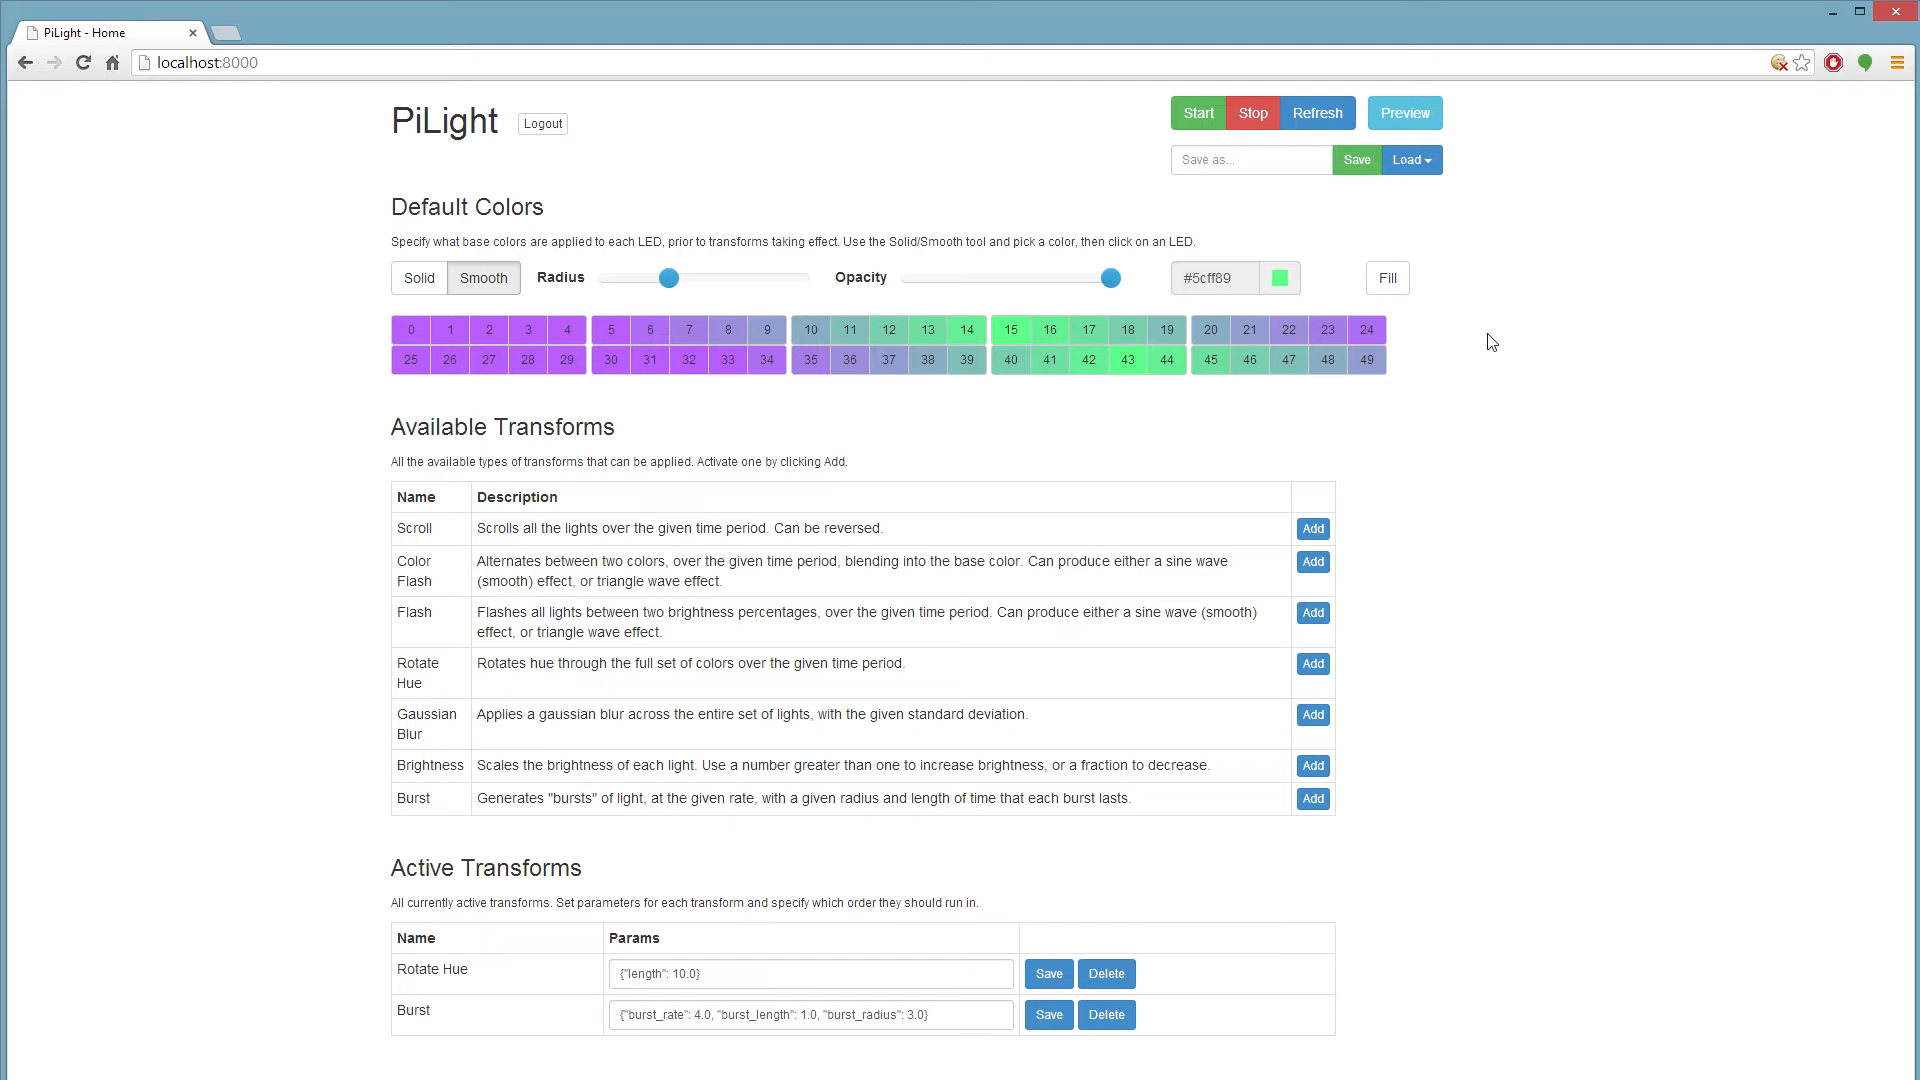 PiLight - Home
localhost:8000
PiLight Logout Start Stop Refresh Preview
Save as... Save Load
Default Colors
Specify what base colors are applied to each LED, prior to transforms taking effect. Use the Solid/Smooth tool and pick a color, then click on an LED.
Solid Smooth Radius Opacity #5cff89 Fill
0 1 2 3 4 5 6 7 8 9 10 11 12 13 14 15 16 17 18 19 20 21 22 23 24
25 26 27 28 29 30 31 32 33 34 35 36 37 38 39 40 41 42 43 44 45 46 47 48 49
Available Transforms
All the available types of transforms that can be applied. Activate one by clicking Add.
Name Description
Scroll Scrolls all the lights over the given time period. Can be reversed. Add
Color Flash Alternates between two colors, over the given time period, blending into the base color. Can produce either a sine wave Add
(smooth) effect, or triangle wave effect.
Flash Flashes all lights between two brightness percentages, over the given time period. Can produce either a sine wave (smooth) Add
effect, or triangle wave effect.
Rotate Hue Rotates hue through the full set of colors over the given time period. Add
Gaussian Blur Applies a gaussian blur across the entire set of lights, with the given standard deviation. Add
Brightness Scales the brightness of each light. Use a number greater than one to increase brightness, or a fraction to decrease. Add
Burst Generates "bursts" of light, at the given rate, with a given radius and length of time that each burst lasts. Add
Active Transforms
All currently active transforms. Set parameters for each transform and specify which order they should run in.
Name Params
Rotate Hue {"length": 10.0} Save Delete
Burst {"burst_rate": 4.0, "burst_length": 1.0, "burst_radius": 3.0} Save Delete